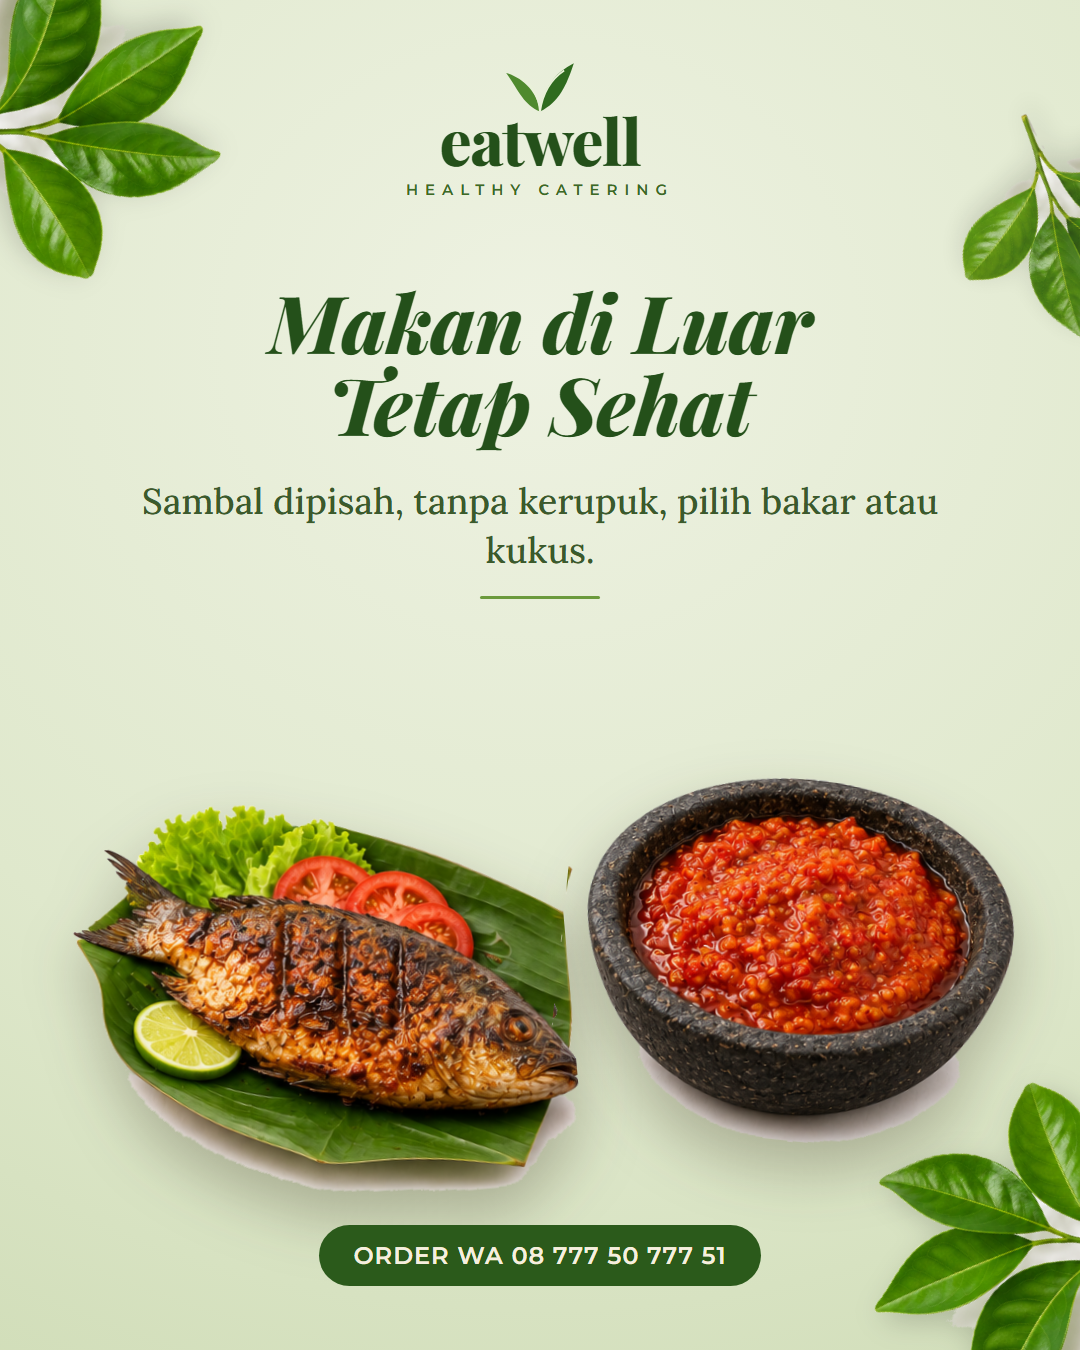 eatwell
HEALTHY CATERING
Makan di Luar
Tetap Sehat
Sambal dipisah, tanpa kerupuk, pilih bakar atau
kukus.
ORDER WA 08 777 50 777 51